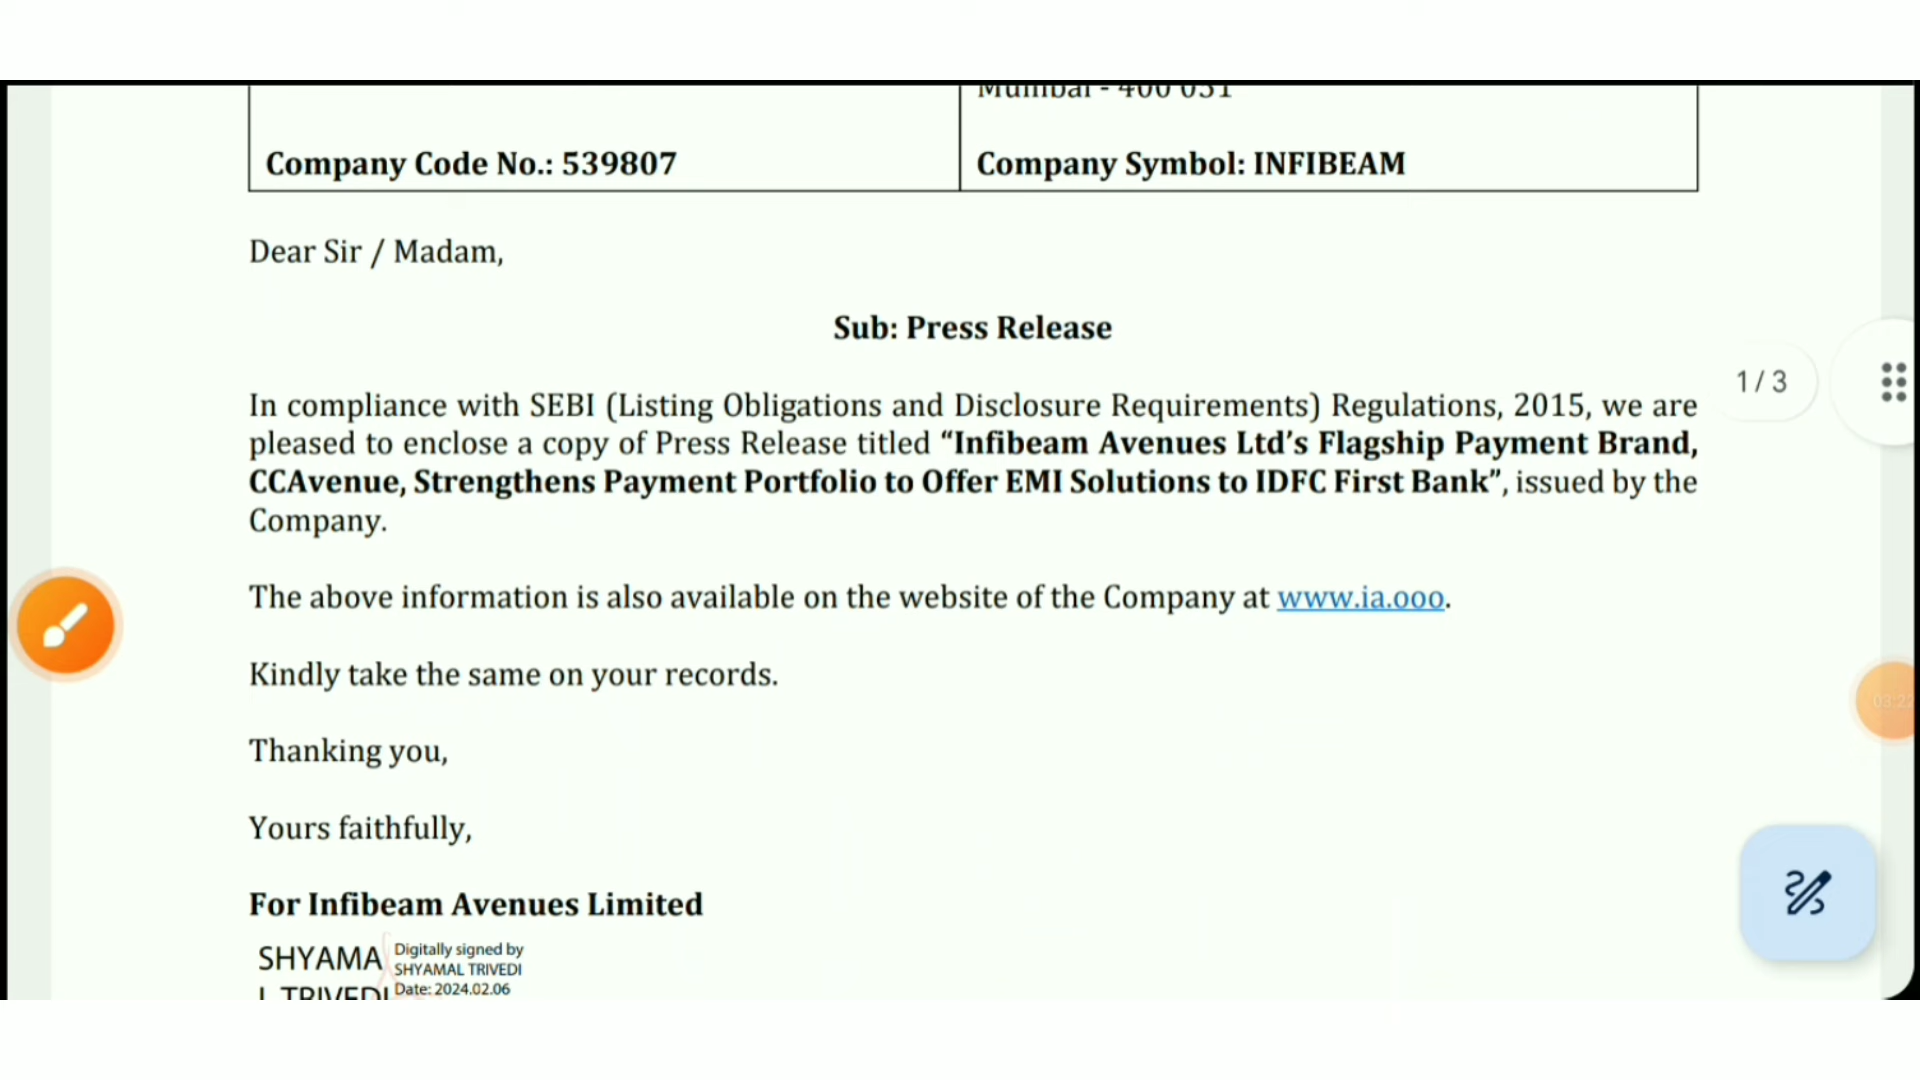 Mumbai - 400 051
Company Code No.: 539807
Company Symbol: INFIBEAM
Dear Sir / Madam,
Sub: Press Release
1 / 3
In compliance with SEBI (Listing Obligations and Disclosure Requirements) Regulations, 2015, we are
pleased to enclose a copy of Press Release titled “Infibeam Avenues Ltd’s Flagship Payment Brand,
CCAvenue, Strengthens Payment Portfolio to Offer EMI Solutions to IDFC First Bank”, issued by the
Company.
The above information is also available on the website of the Company at www.ia.ooo.
Kindly take the same on your records.
Thanking you,
Yours faithfully,
For Infibeam Avenues Limited
SHYAMA
L TRIVEDI
Digitally signed by
SHYAMAL TRIVEDI
Date: 2024.02.06